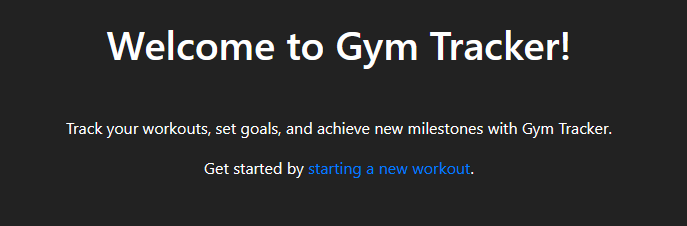 Welcome to Gym Tracker!
Track your workouts, set goals, and achieve new milestones with Gym Tracker.
Get started by starting a new workout.